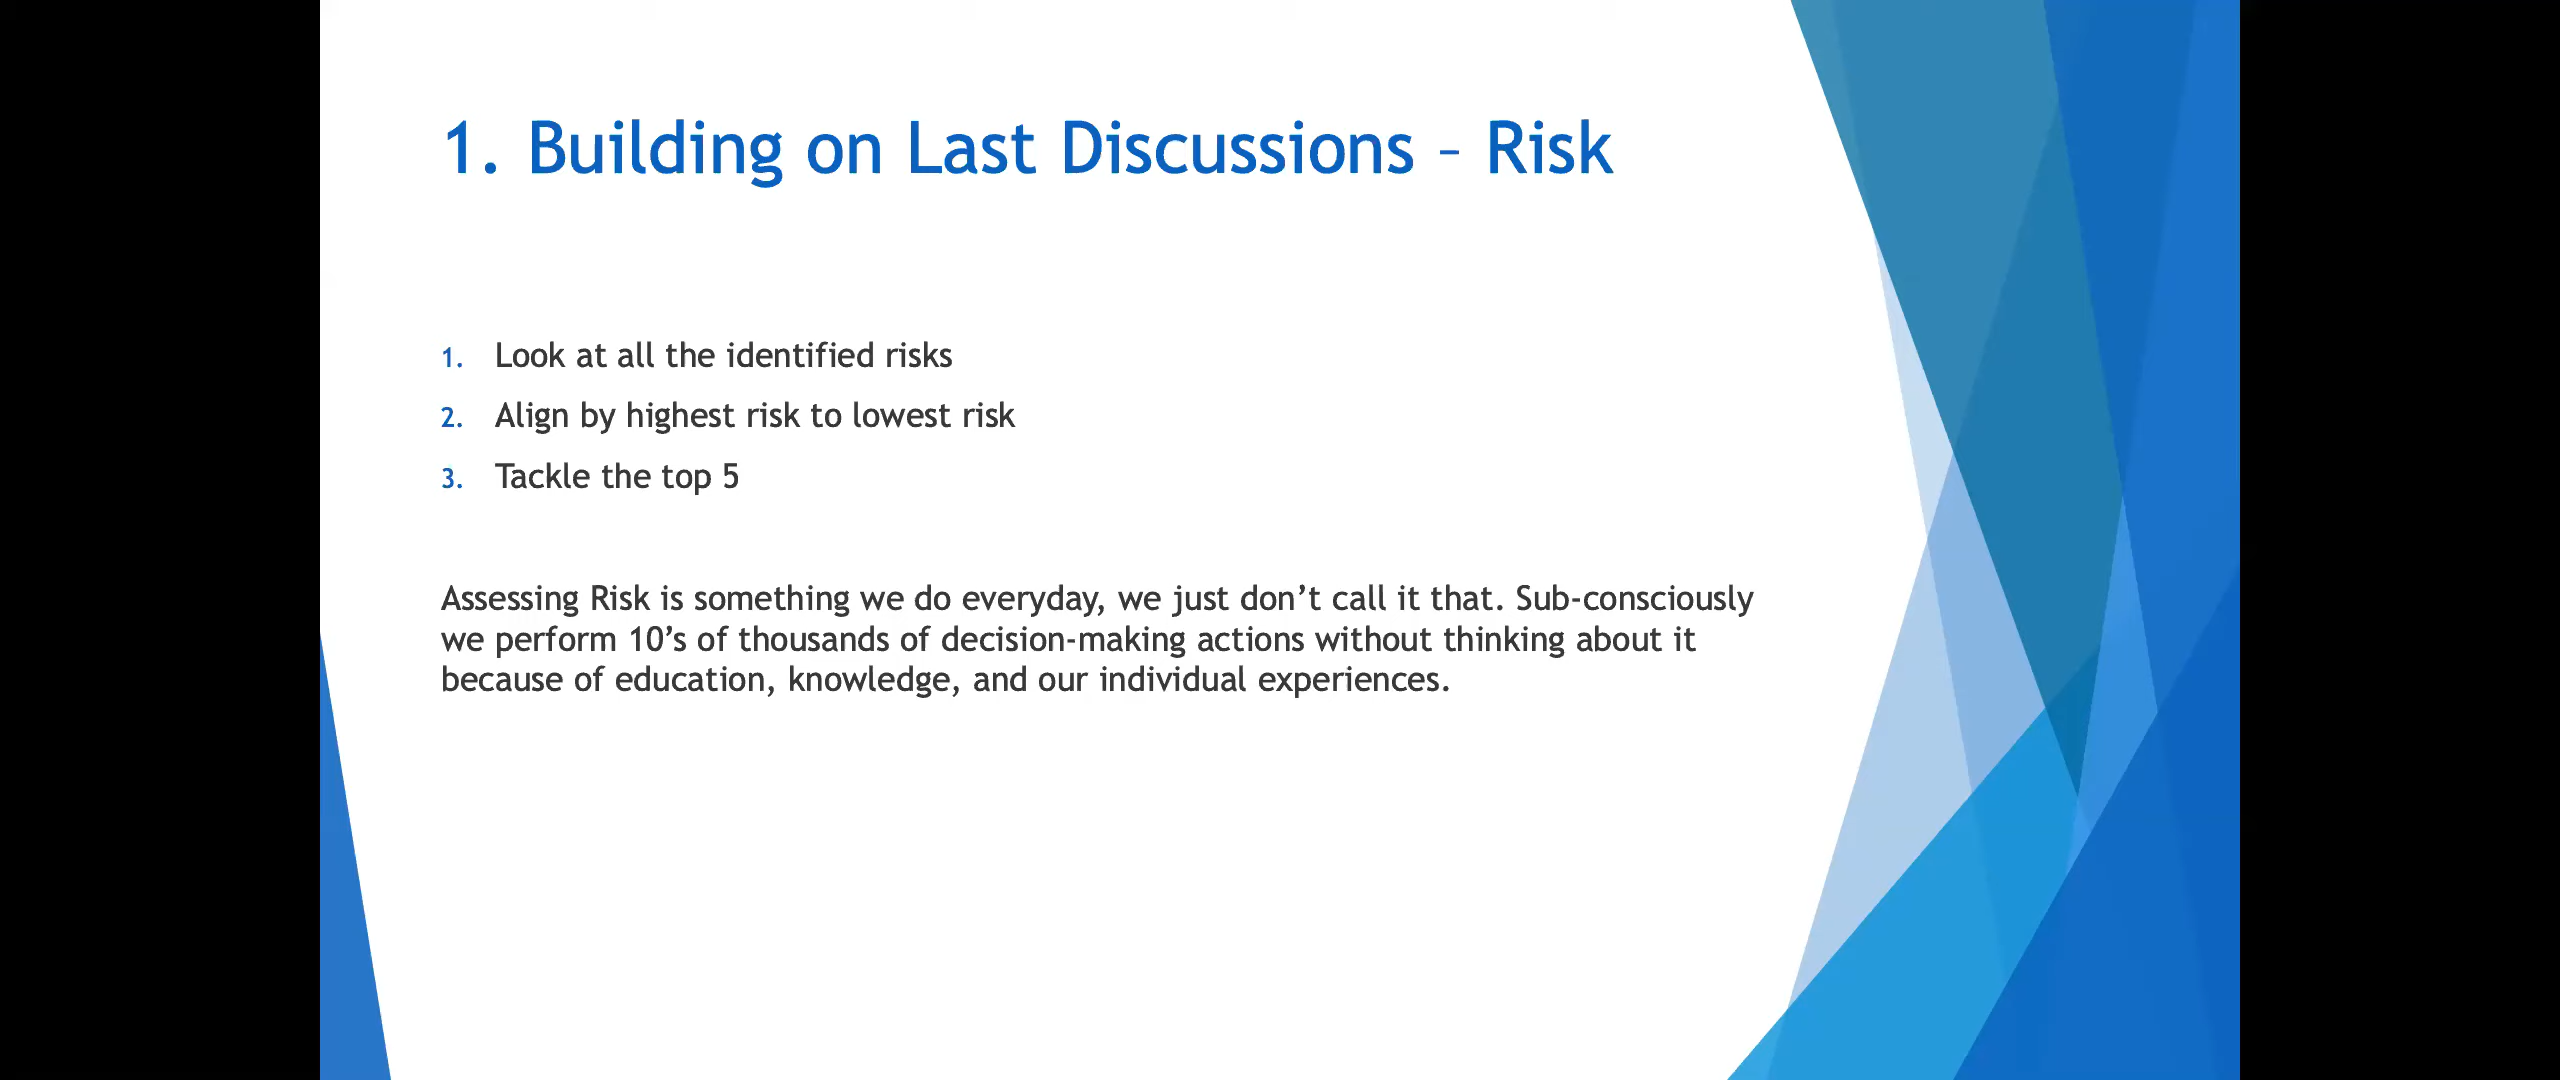 1. Building on Last Discussions – Risk
1. Look at all the identified risks
2. Align by highest risk to lowest risk
3. Tackle the top 5
Assessing Risk is something we do everyday, we just don’t call it that. Sub-consciously
we perform 10’s of thousands of decision-making actions without thinking about it
because of education, knowledge, and our individual experiences.